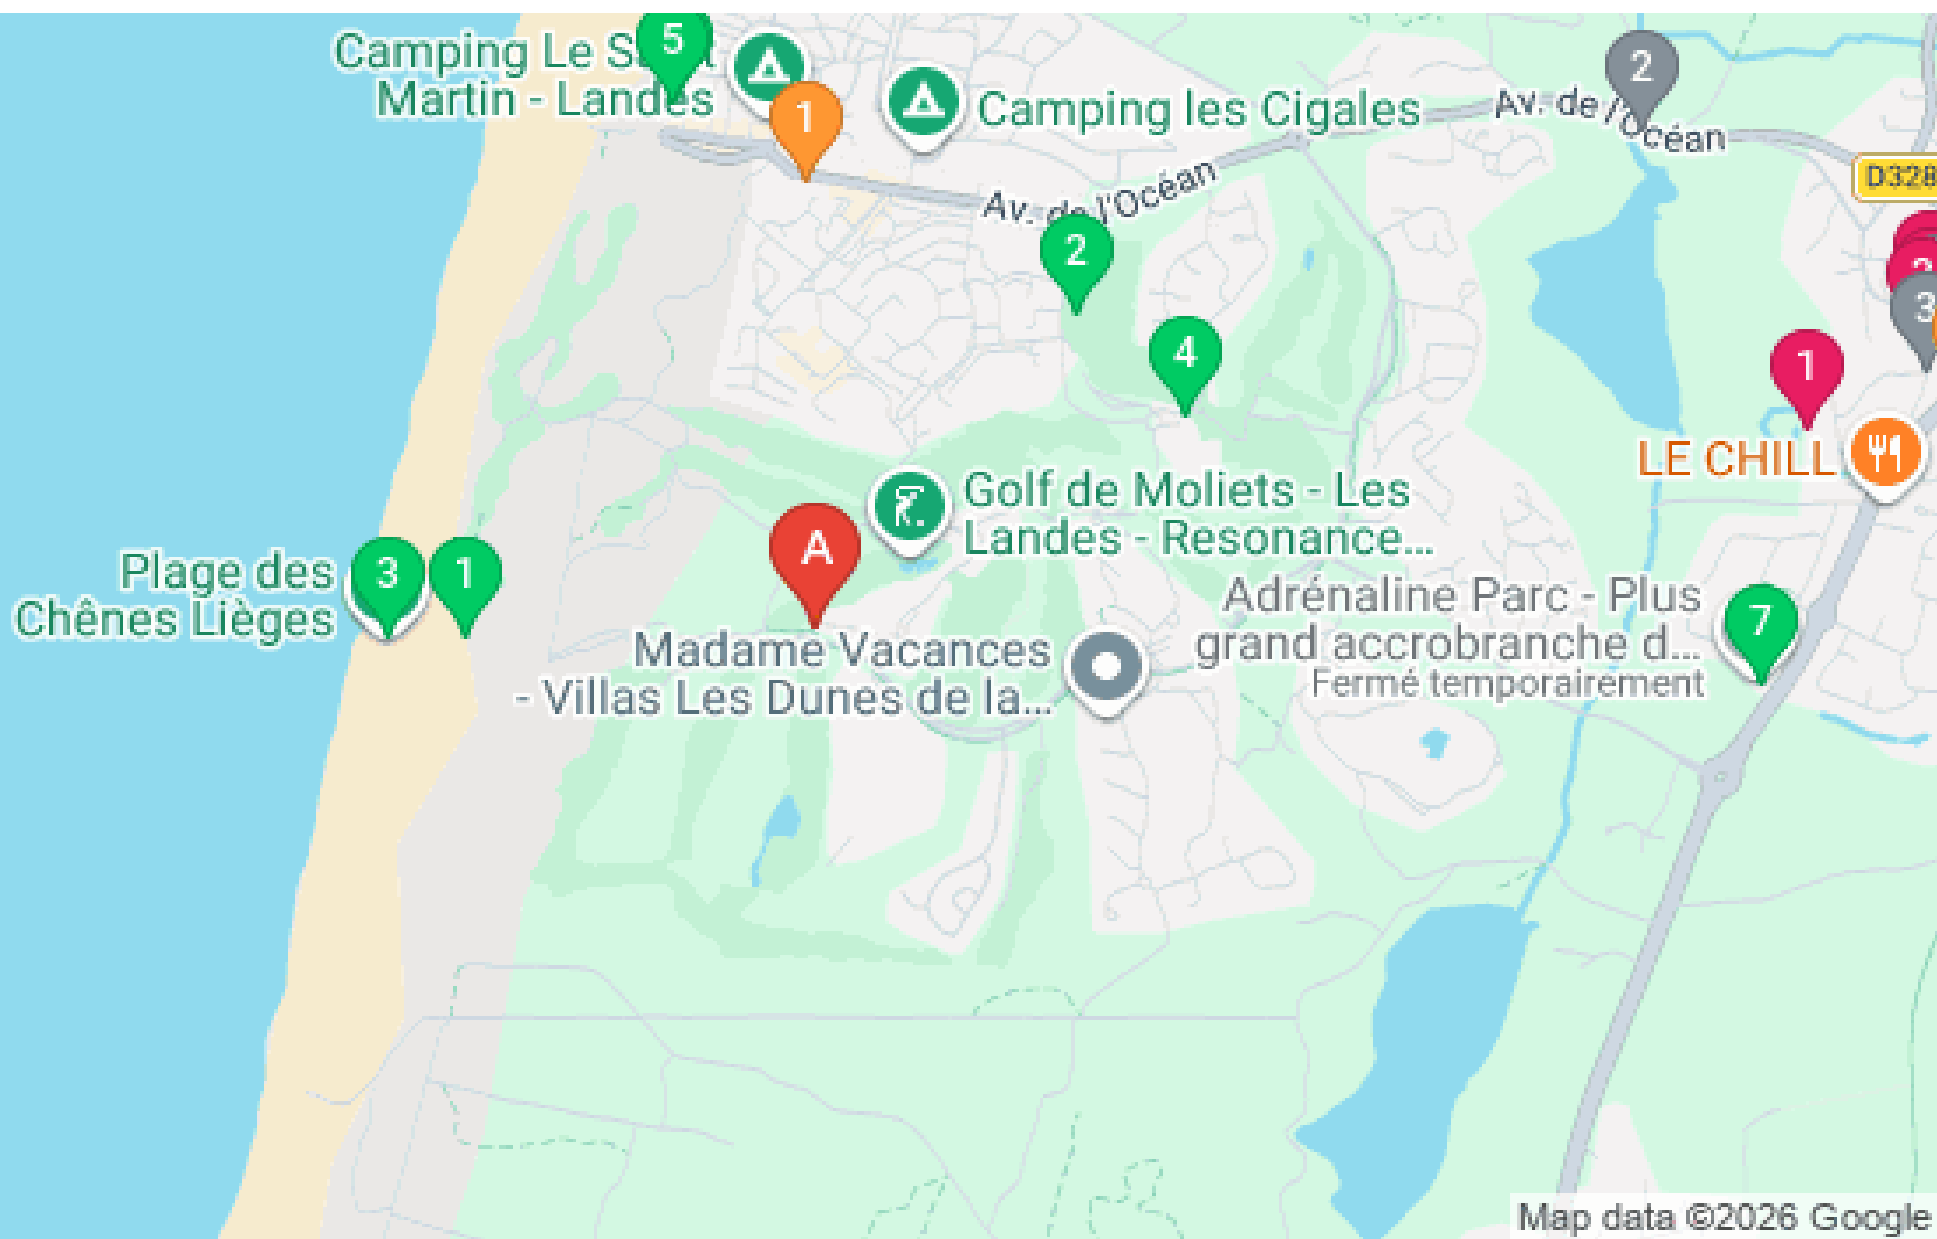 5
Camping Le S
Martin - Landes
1
Camping les Cigales
2
Av. de l'Océan
D328
Av. de l'Océan
2
4
3
1
LE CHILL
Golf de Moliets - Les
Landes - Resonance...
A
Plage des
Chênes Lièges
3
1
Adrénaline Parc - Plus
grand accrobranche d...
Fermé temporairement
7
Madame Vacances
- Villas Les Dunes de la...
Map data ©2026 Google